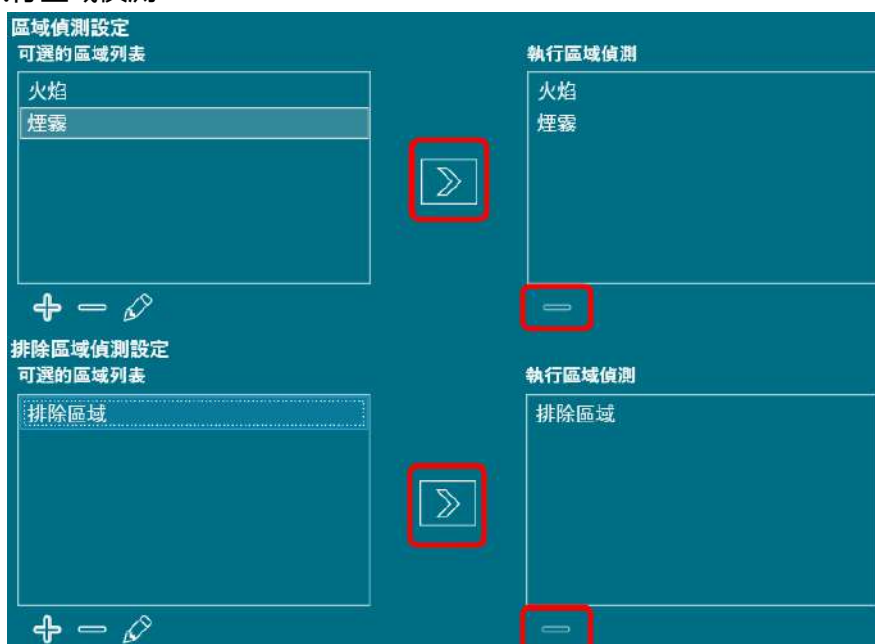 區域偵測設定
可選的區域列表
火焰
煙霧
執行區域偵測
火焰
煙霧
排除區域偵測設定
可選的區域列表
排除區域
執行區域偵測
排除區域